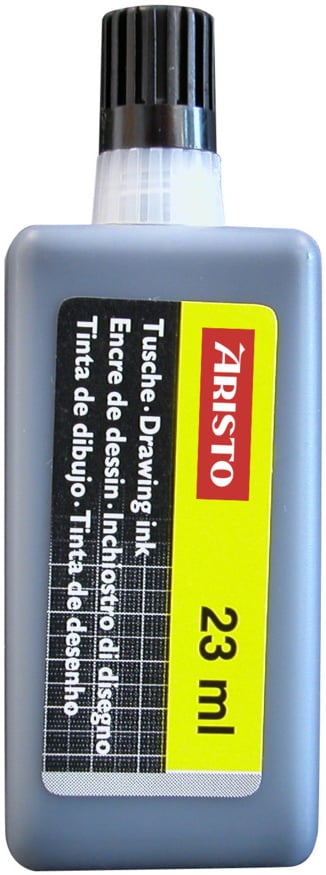 ARISTO
23 ml
Tusche · Drawing ink
Encre de dessin · Inchiostro di disegno
Tinta de dibujo · Tinta de desenho